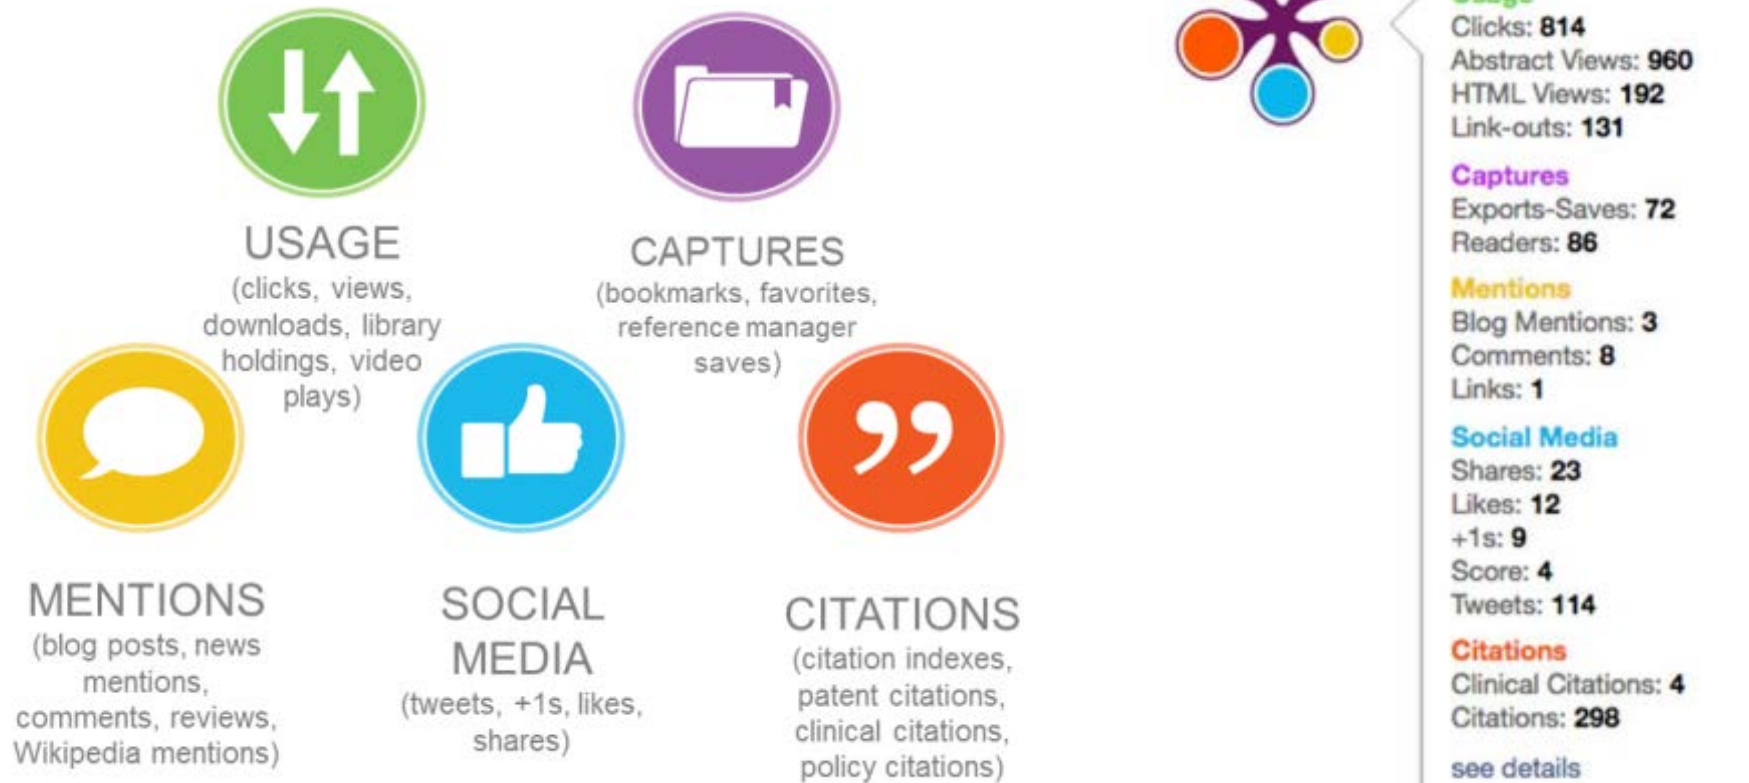 USAGE
(clicks, views,
downloads, library
holdings, video
plays)
CAPTURES
(bookmarks, favorites,
reference manager
saves)
MENTIONS
(blog posts, news
mentions,
comments, reviews,
Wikipedia mentions)
SOCIAL
MEDIA
(tweets, +1s, likes,
shares)
CITATIONS
(citation indexes,
patent citations,
clinical citations,
policy citations)
Usage
Clicks: 814
Abstract Views: 960
HTML Views: 192
Link-outs: 131
Captures
Exports-Saves: 72
Readers: 86
Mentions
Blog Mentions: 3
Comments: 8
Links: 1
Social Media
Shares: 23
Likes: 12
+1s: 9
Score: 4
Tweets: 114
Citations
Clinical Citations: 4
Citations: 298
see details